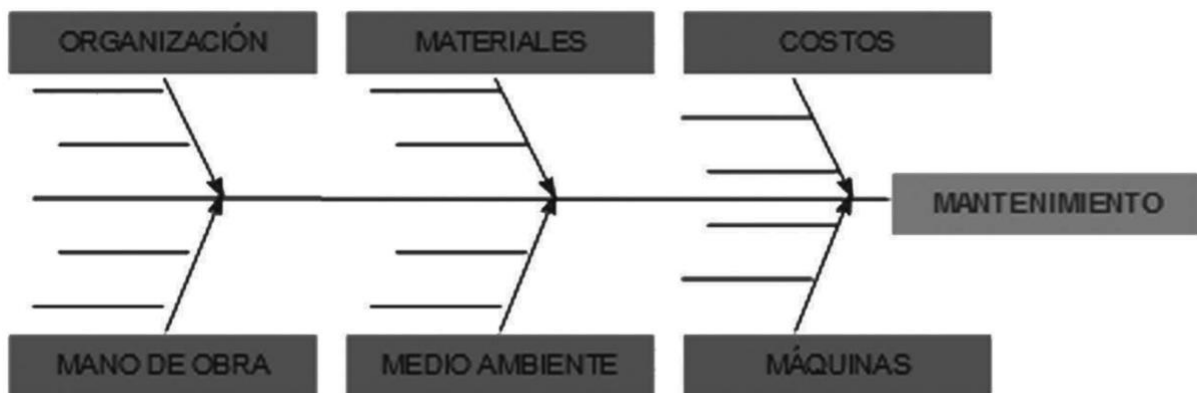 ORGANIZACIÓN
MATERIALES
COSTOS
MANTENIMIENTO
MANO DE OBRA
MEDIO AMBIENTE
MÁQUINAS